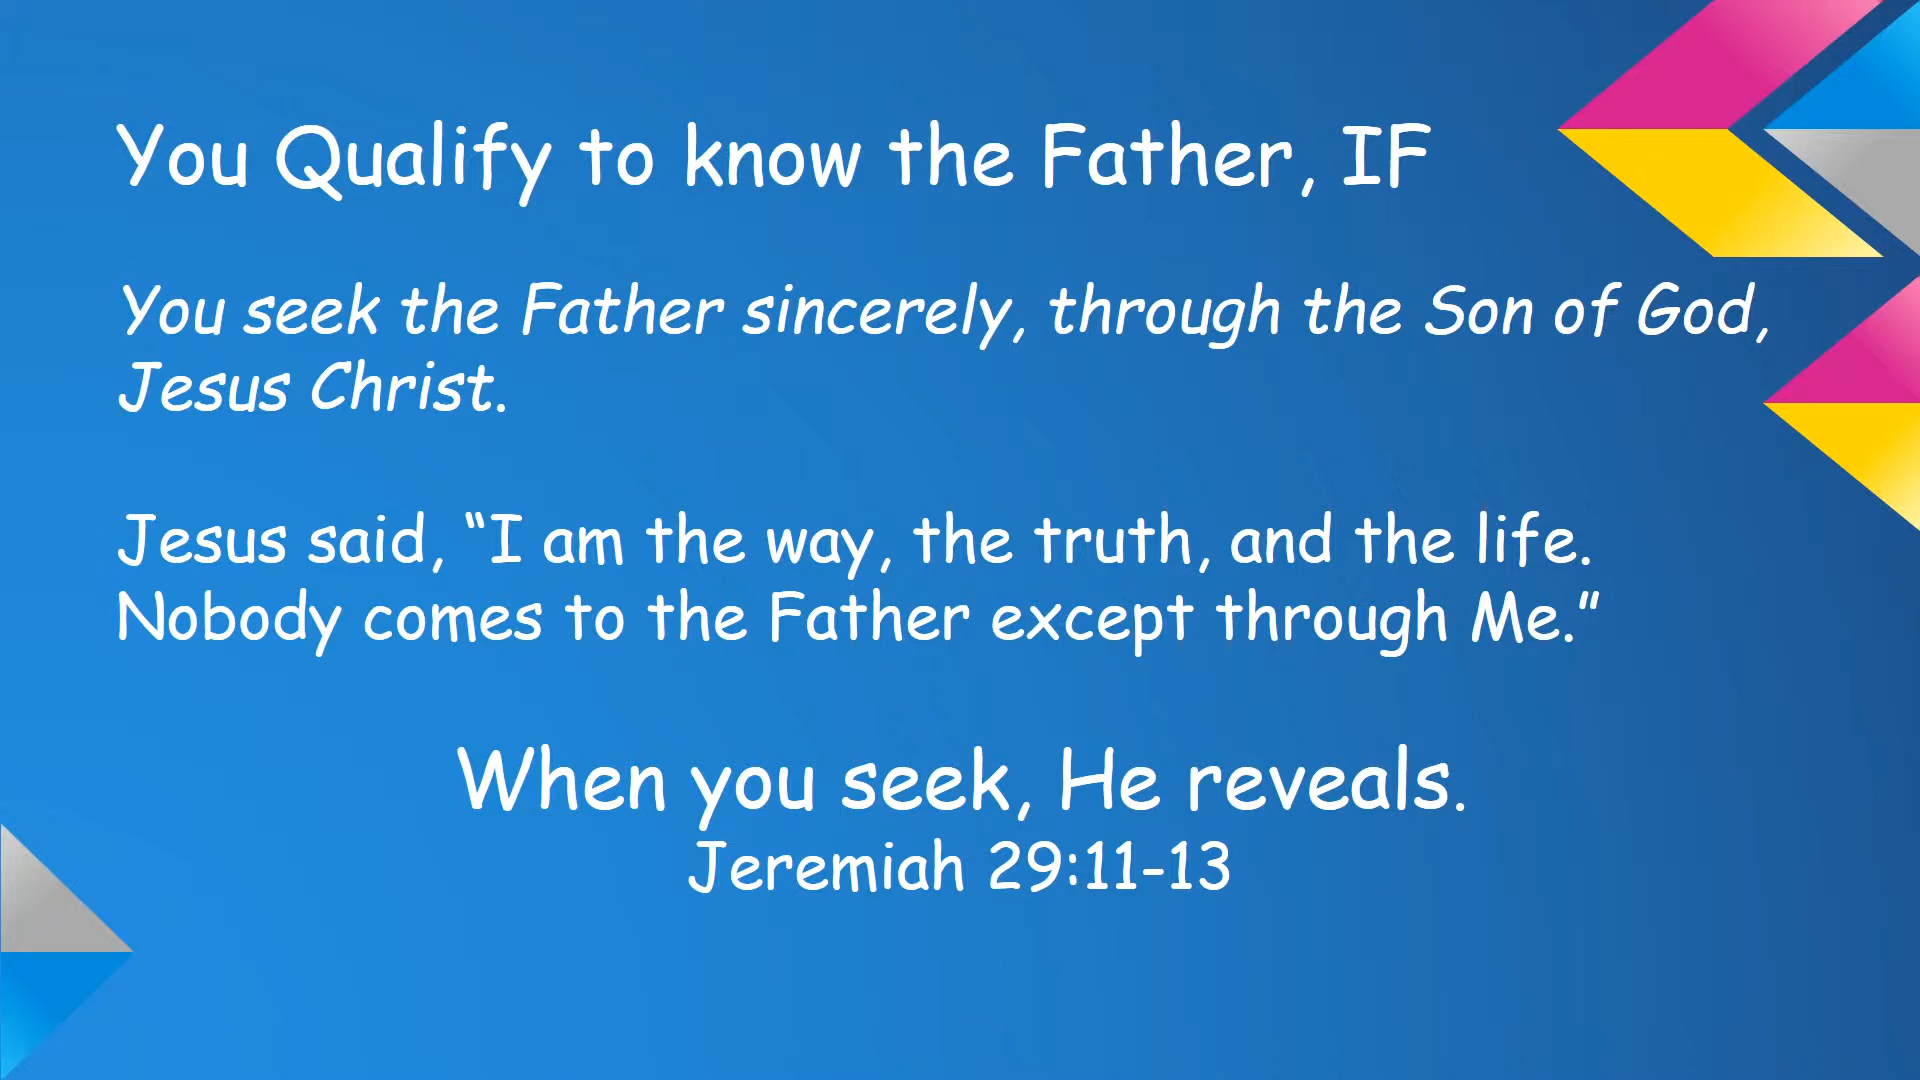 You Qualify to know the Father, IF
You seek the Father sincerely, through the Son of God,
Jesus Christ.
Jesus said, “I am the way, the truth, and the life.
Nobody comes to the Father except through Me.”
When you seek, He reveals.
Jeremiah 29:11-13